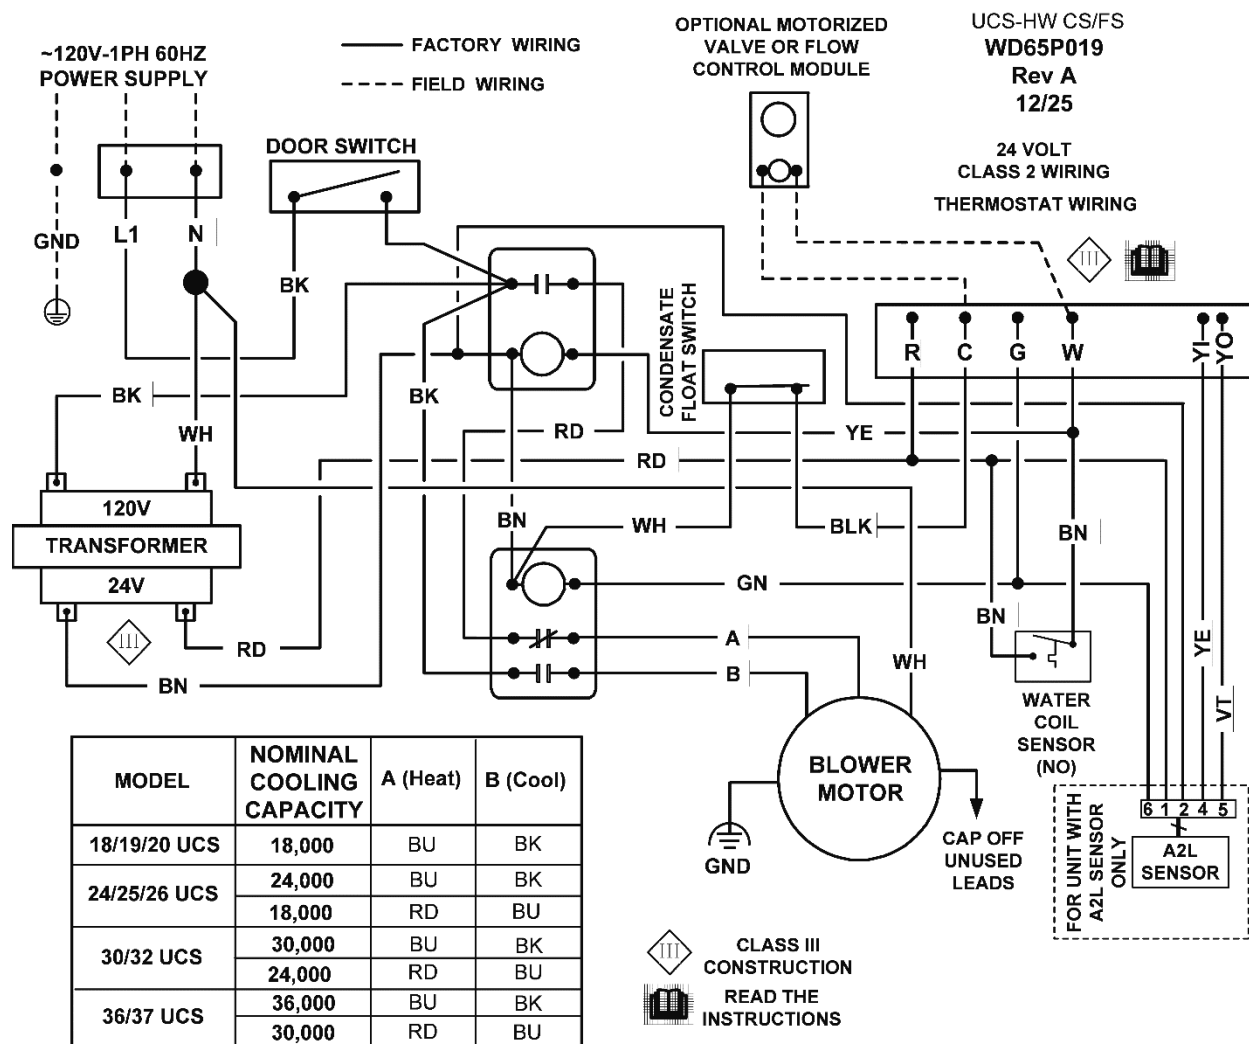 ~120V-1PH 60HZ
POWER SUPPLY
FACTORY WIRING
FIELD WIRING
OPTIONAL MOTORIZED
VALVE OR FLOW
CONTROL MODULE
UCS-HW CS/FS
WD65P019
Rev A
12/25
24 VOLT
CLASS 2 WIRING
THERMOSTAT WIRING
DOOR SWITCH
GND
L1
N
BK
III
R
C
G
W
YI
YO
CONDENSATE
FLOAT SWITCH
BK
BK
WH
RD
YE
RD
120V
TRANSFORMER
24V
BN
WH
BLK
BN
GN
III
RD
BN
A
B
WH
BN
YE
VT
WATER
COIL
SENSOR
(NO)
BLOWER
MOTOR
GND
CAP OFF
UNUSED
LEADS
FOR UNIT WITH
A2L SENSOR
ONLY
6 1 2 4 5
A2L
SENSOR
MODEL
NOMINAL
COOLING
CAPACITY
A (Heat)
B (Cool)
18/19/20 UCS 18,000 BU BK
24/25/26 UCS
24,000 BU BK
18,000 RD BU
30/32 UCS
30,000 BU BK
24,000 RD BU
36/37 UCS
36,000 BU BK
30,000 RD BU
III
CLASS III
CONSTRUCTION
READ THE
INSTRUCTIONS